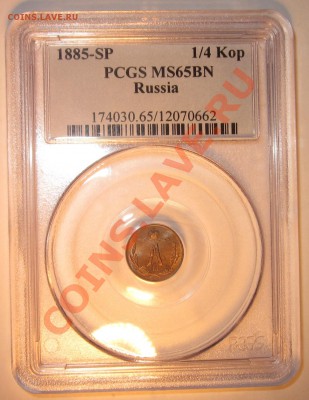 COINS.LAVE.RU
1885-SP 1/4 Kop
PCGS MS65BN
Russia
174030.65/12070662
COINS.LAVE.RU